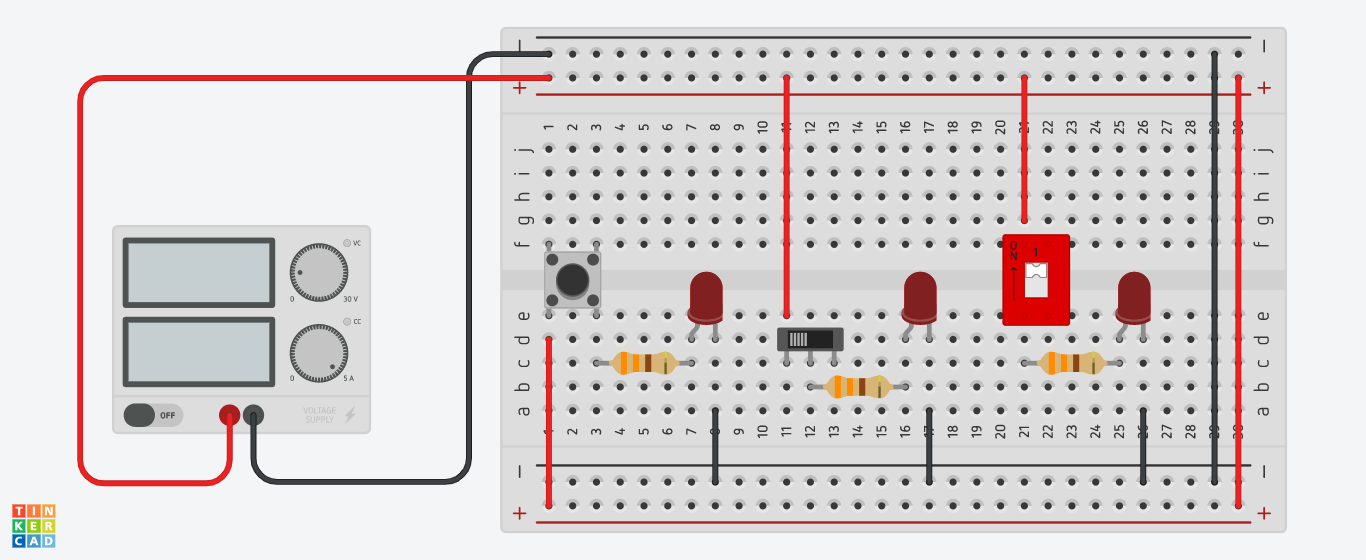 − −
+ +
1 2 3 4 5 6 7 8 9 10 11 12 13 14 15 16 17 18 19 20 21 22 23 24 25 26 27 28 29 30
j j
i i
h h
g g
f f
ON 1
e e
d d
c c
b b
a a
1 2 3 4 5 6 7 8 9 10 11 12 13 14 15 16 17 18 19 20 21 22 23 24 25 26 27 28 29 30
− −
+ +
VC
0 30 V
CC
0 5 A
OFF
VOLTAGE
SUPPLY
TIN
KER
CAD